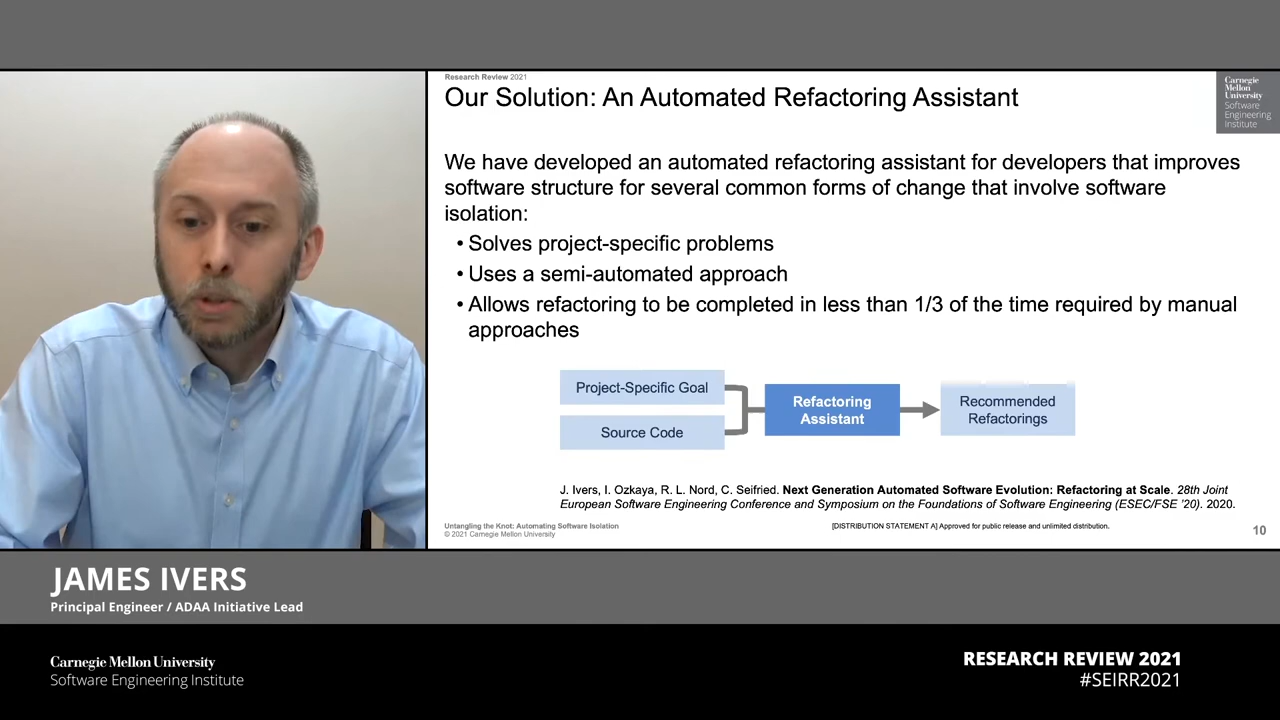 Research Review 2021
Our Solution: An Automated Refactoring Assistant
Carnegie
Mellon
University
Software
Engineering
Institute
We have developed an automated refactoring assistant for developers that improves
software structure for several common forms of change that involve software
isolation:
• Solves project-specific problems
• Uses a semi-automated approach
• Allows refactoring to be completed in less than 1/3 of the time required by manual
approaches
Project-Specific Goal
Source Code
Refactoring
Assistant
Recommended
Refactorings
J. Ivers, I. Ozkaya, R. L. Nord, C. Seifried. Next Generation Automated Software Evolution: Refactoring at Scale. 28th Joint
European Software Engineering Conference and Symposium on the Foundations of Software Engineering (ESEC/FSE '20). 2020.
Untangling the Knot: Automating Software Isolation
© 2021 Carnegie Mellon University
[DISTRIBUTION STATEMENT A] Approved for public release and unlimited distribution.
10
JAMES IVERS
Principal Engineer / ADAA Initiative Lead
Carnegie Mellon University
Software Engineering Institute
RESEARCH REVIEW 2021
#SEIRR2021